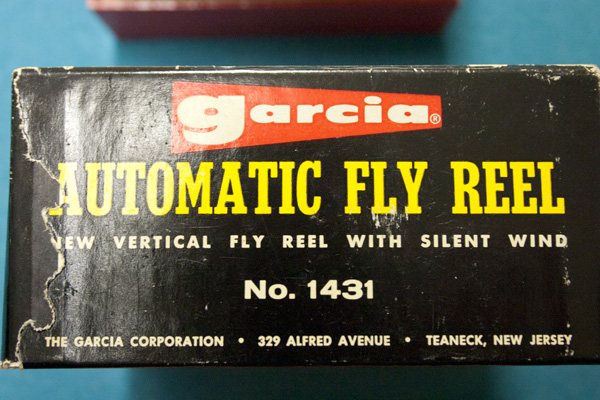 garcia®
AUTOMATIC FLY REEL
NEW VERTICAL FLY REEL WITH SILENT WIND
No. 1431
THE GARCIA CORPORATION • 329 ALFRED AVENUE • TEANECK, NEW JERSEY